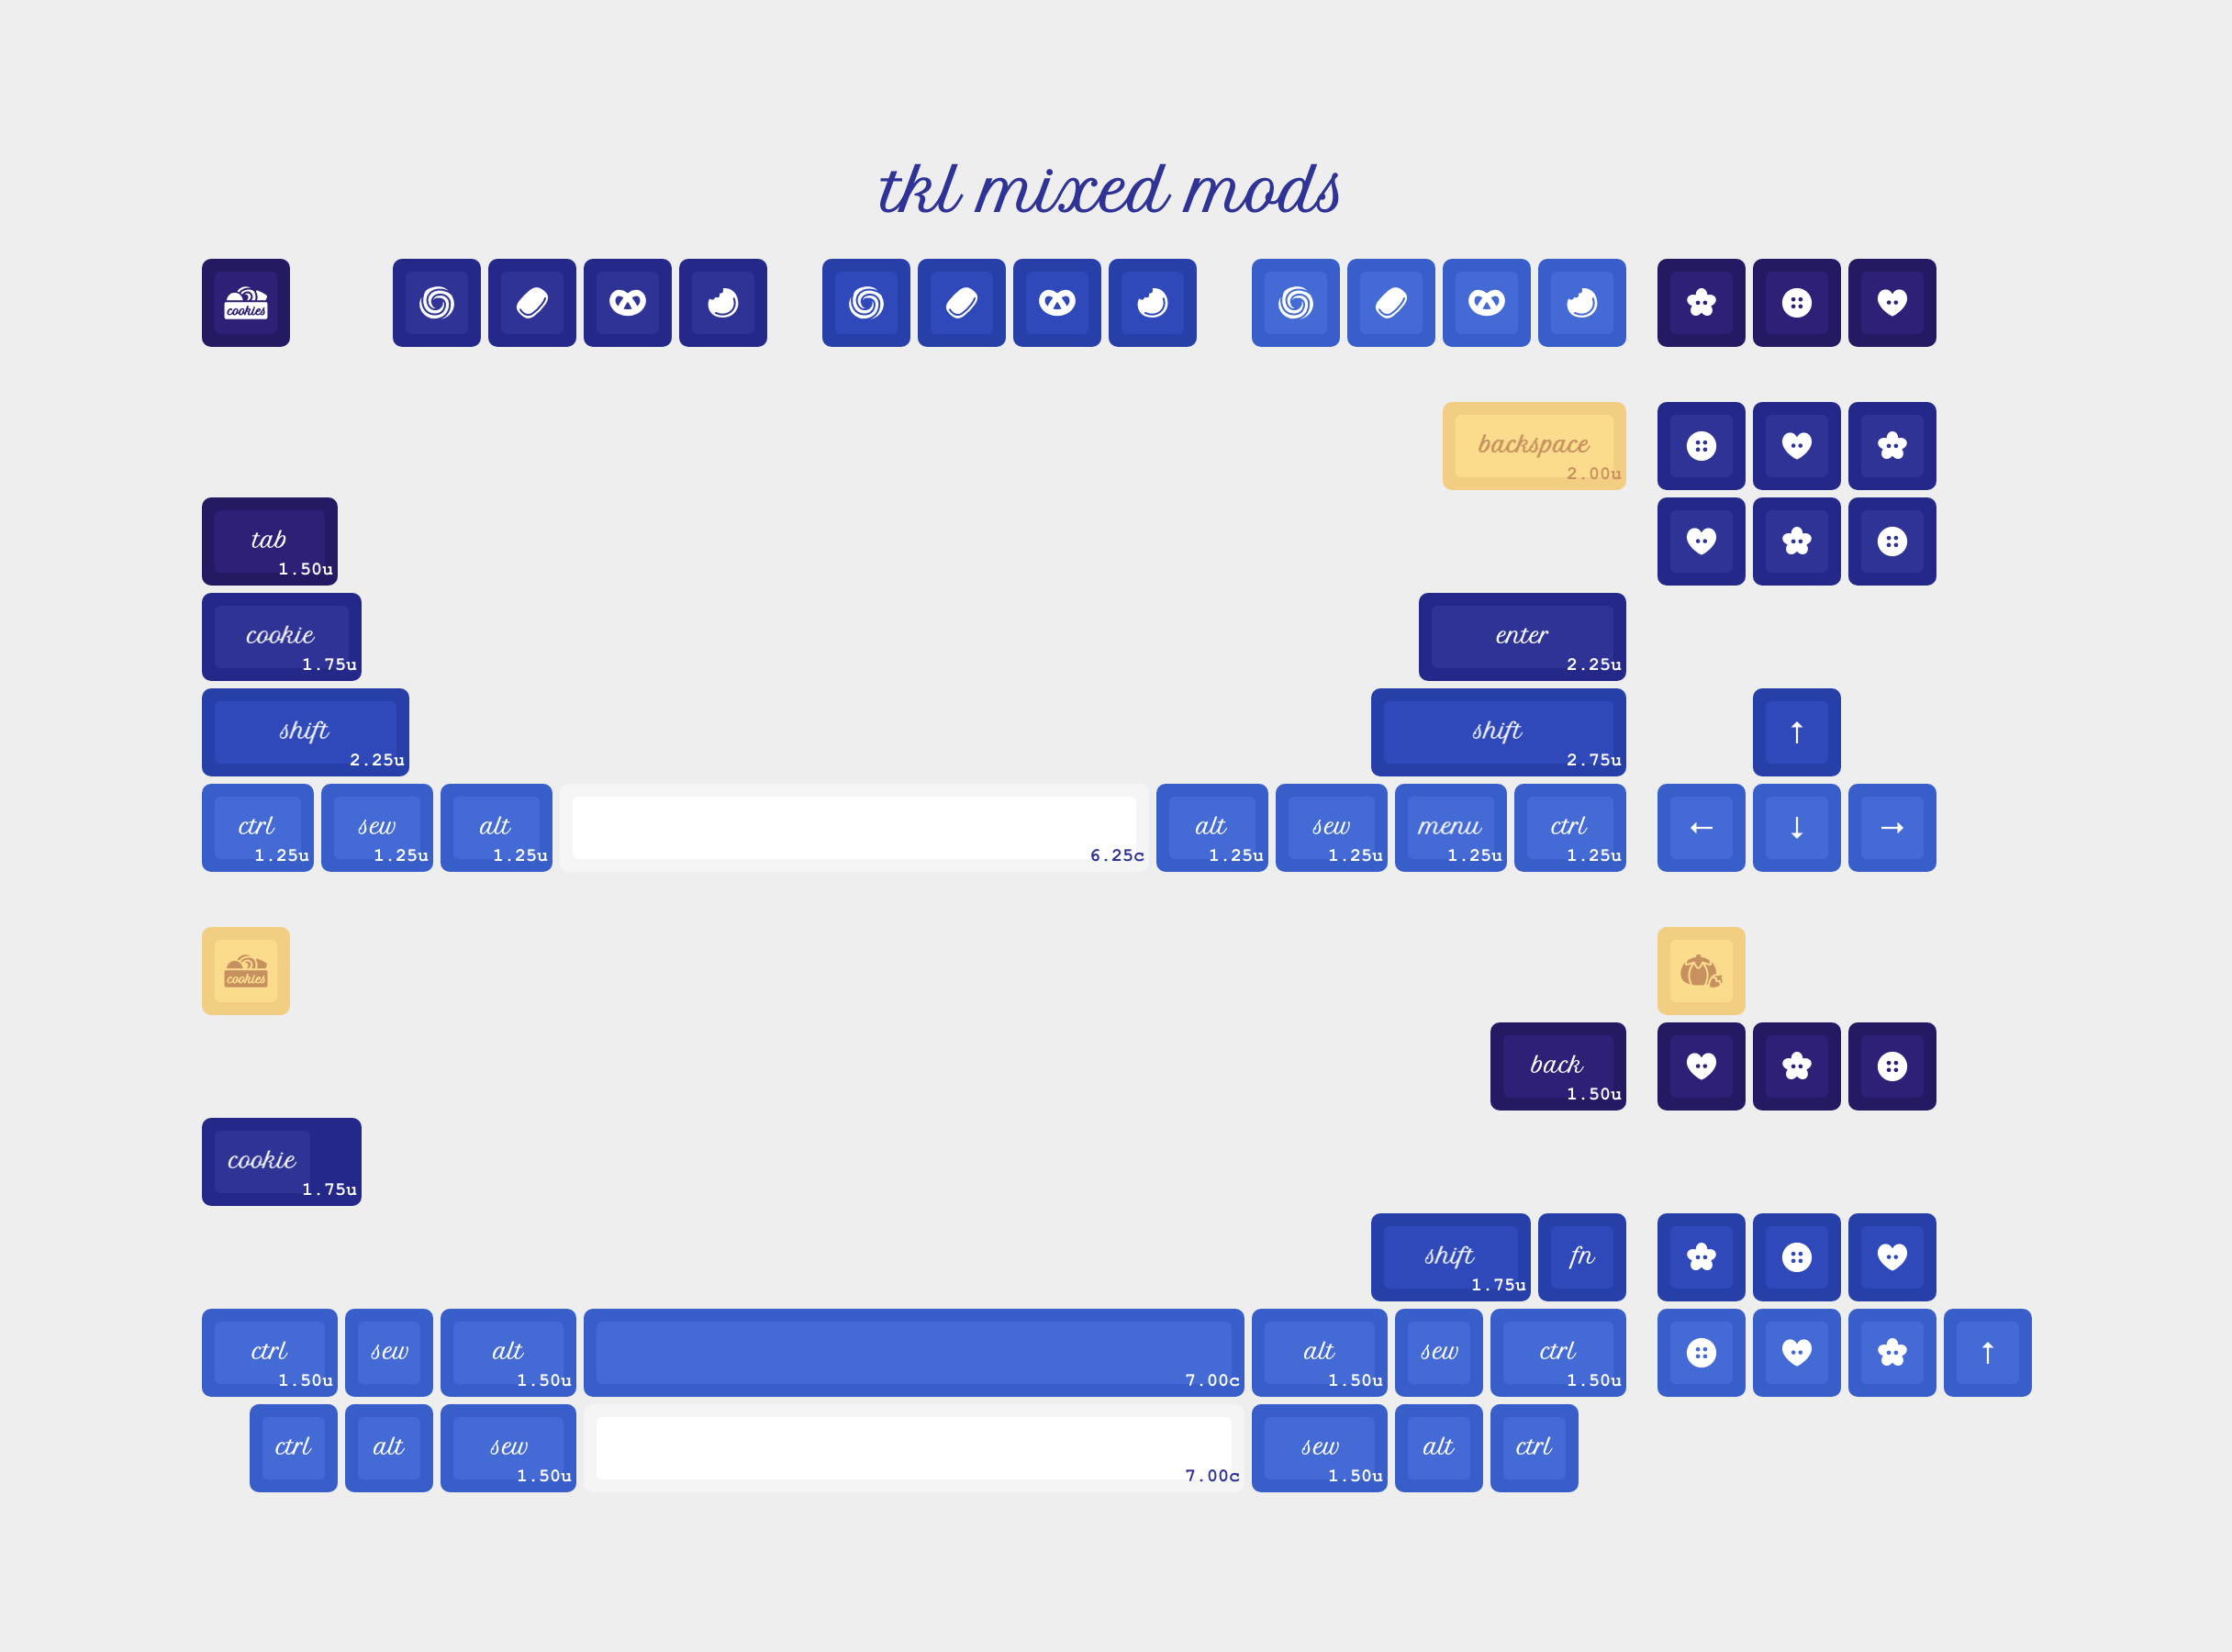 tkl mixed mods
cookies
backspace
2.00u
tab
1.50u
cookie
1.75u
enter
2.25u
shift
2.25u
shift
2.75u
↑
ctrl
1.25u
sew
1.25u
alt
1.25u
6.25c
alt
1.25u
sew
1.25u
menu
1.25u
ctrl
1.25u
←
↓
→
cookies
back
1.50u
cookie
1.75u
shift
1.75u
fn
ctrl
1.50u
sew
alt
1.50u
7.00c
alt
1.50u
sew
ctrl
1.50u
↑
ctrl
alt
sew
1.50u
7.00c
sew
1.50u
alt
ctrl